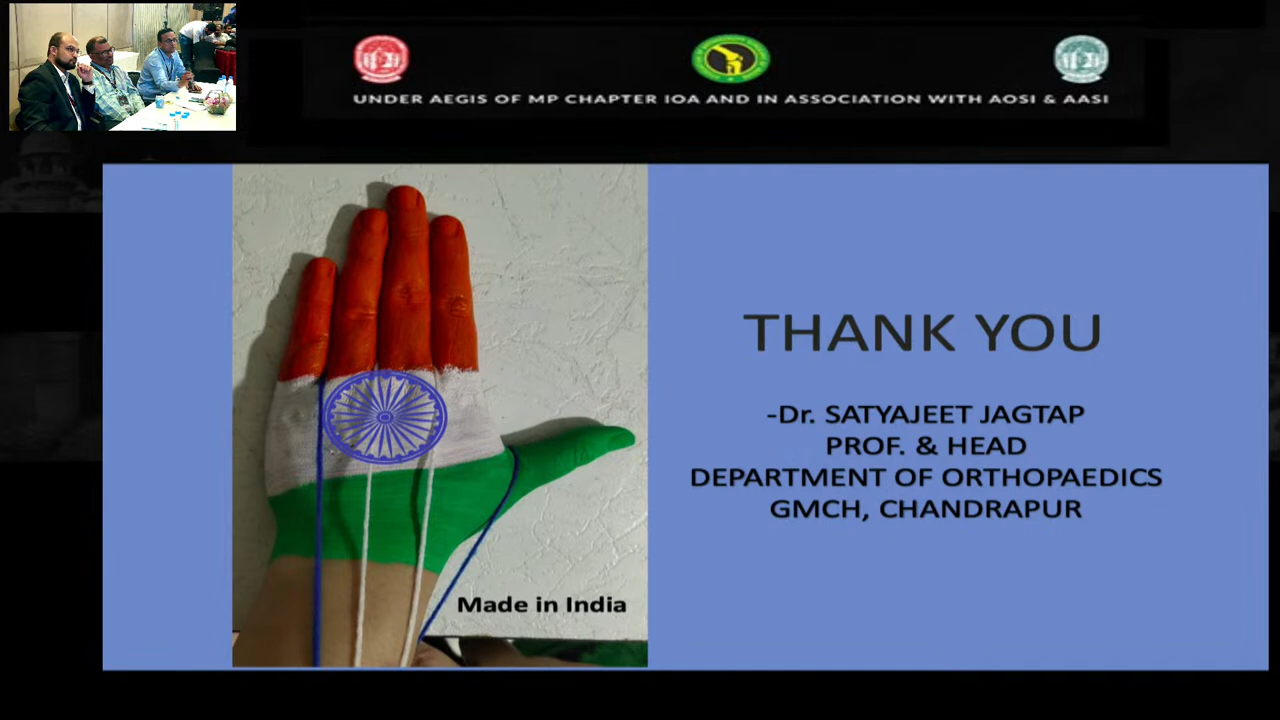 UNDER AEGIS OF MP CHAPTER IOA AND IN ASSOCIATION WITH AOSI & AASI
THANK YOU
-Dr. SATYAJEET JAGTAP
PROF. & HEAD
DEPARTMENT OF ORTHOPAEDICS
GMCH, CHANDRAPUR
Made in India